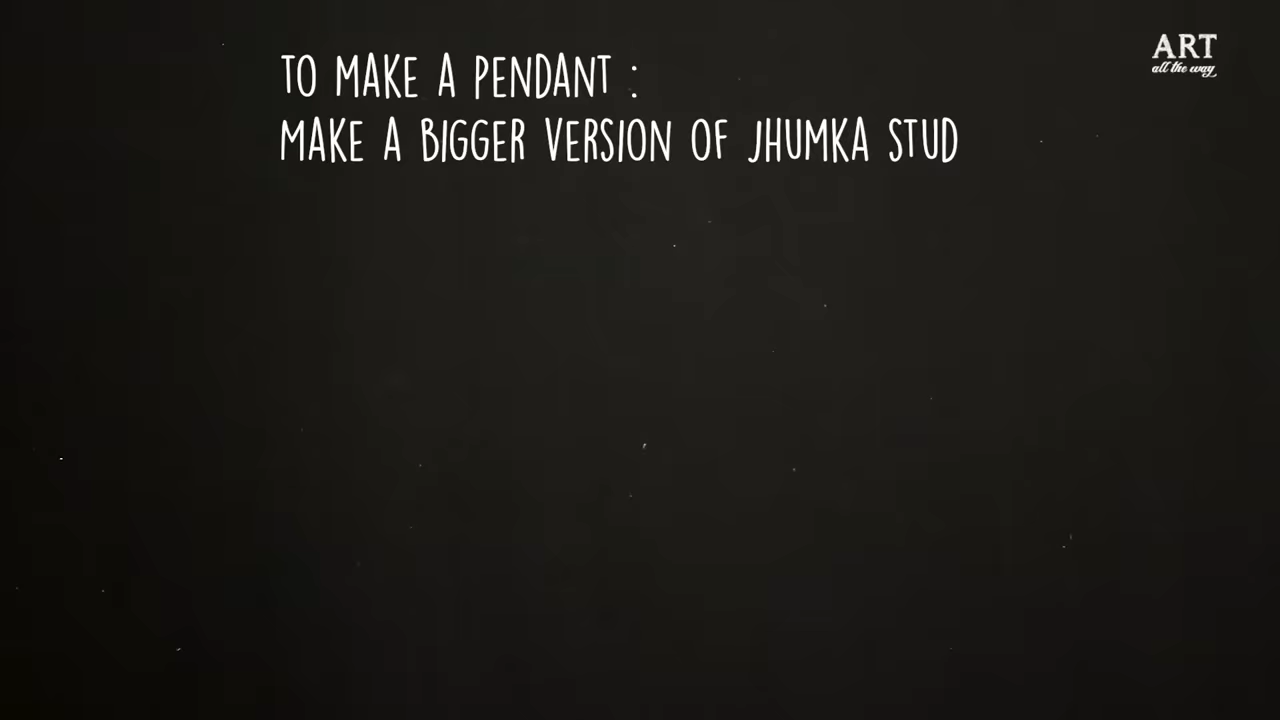 TO MAKE A PENDANT :
MAKE A BIGGER VERSION OF JHUMKA STUD
ART
all the way